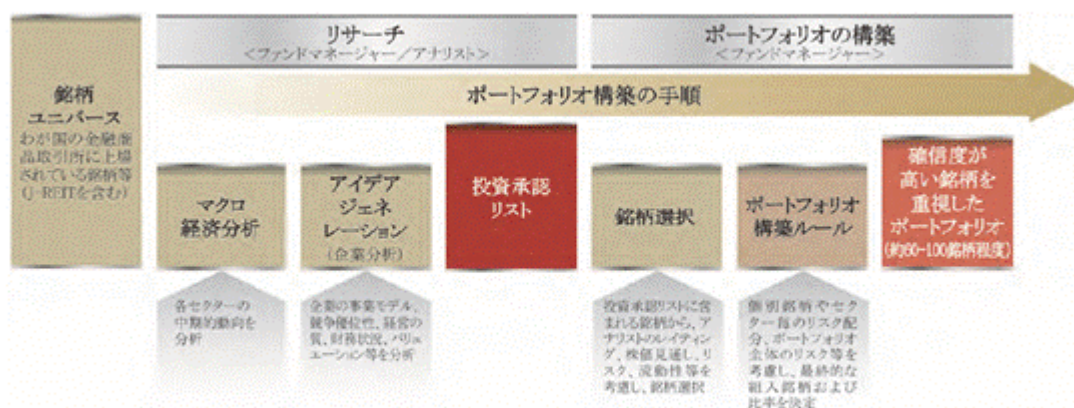 リサーチ
<ファンドマネージャー／アナリスト>
ポートフォリオの構築
<ファンドマネージャー>
ポートフォリオ構築の手順
銘柄
ユニバース
わが国の金融商
品取引所に上場
されている銘柄等
(J-REITを含む)
マクロ
経済分析
アイデア
ジェネ
レーション
(企業分析)
投資承認
リスト
銘柄選択
ポートフォリオ
構築ルール
確信度が
高い銘柄を
重視した
ポートフォリオ
(約60-100銘柄程度)
各セクターの
中期的動向を
分析
企業の事業モデル、
競争優位性、経営の
質、財務状況、バリュ
エーション等を分析
投資承認リストに含
まれる銘柄から、ア
ナリストのレイティン
グ、株価見通し、リ
スク、流動性等を
考慮し、銘柄選択
個別銘柄やセク
ター毎のリスク配
分、ポートフォリオ
全体のリスク等を
考慮し、最終的な
組入銘柄および
比率を決定